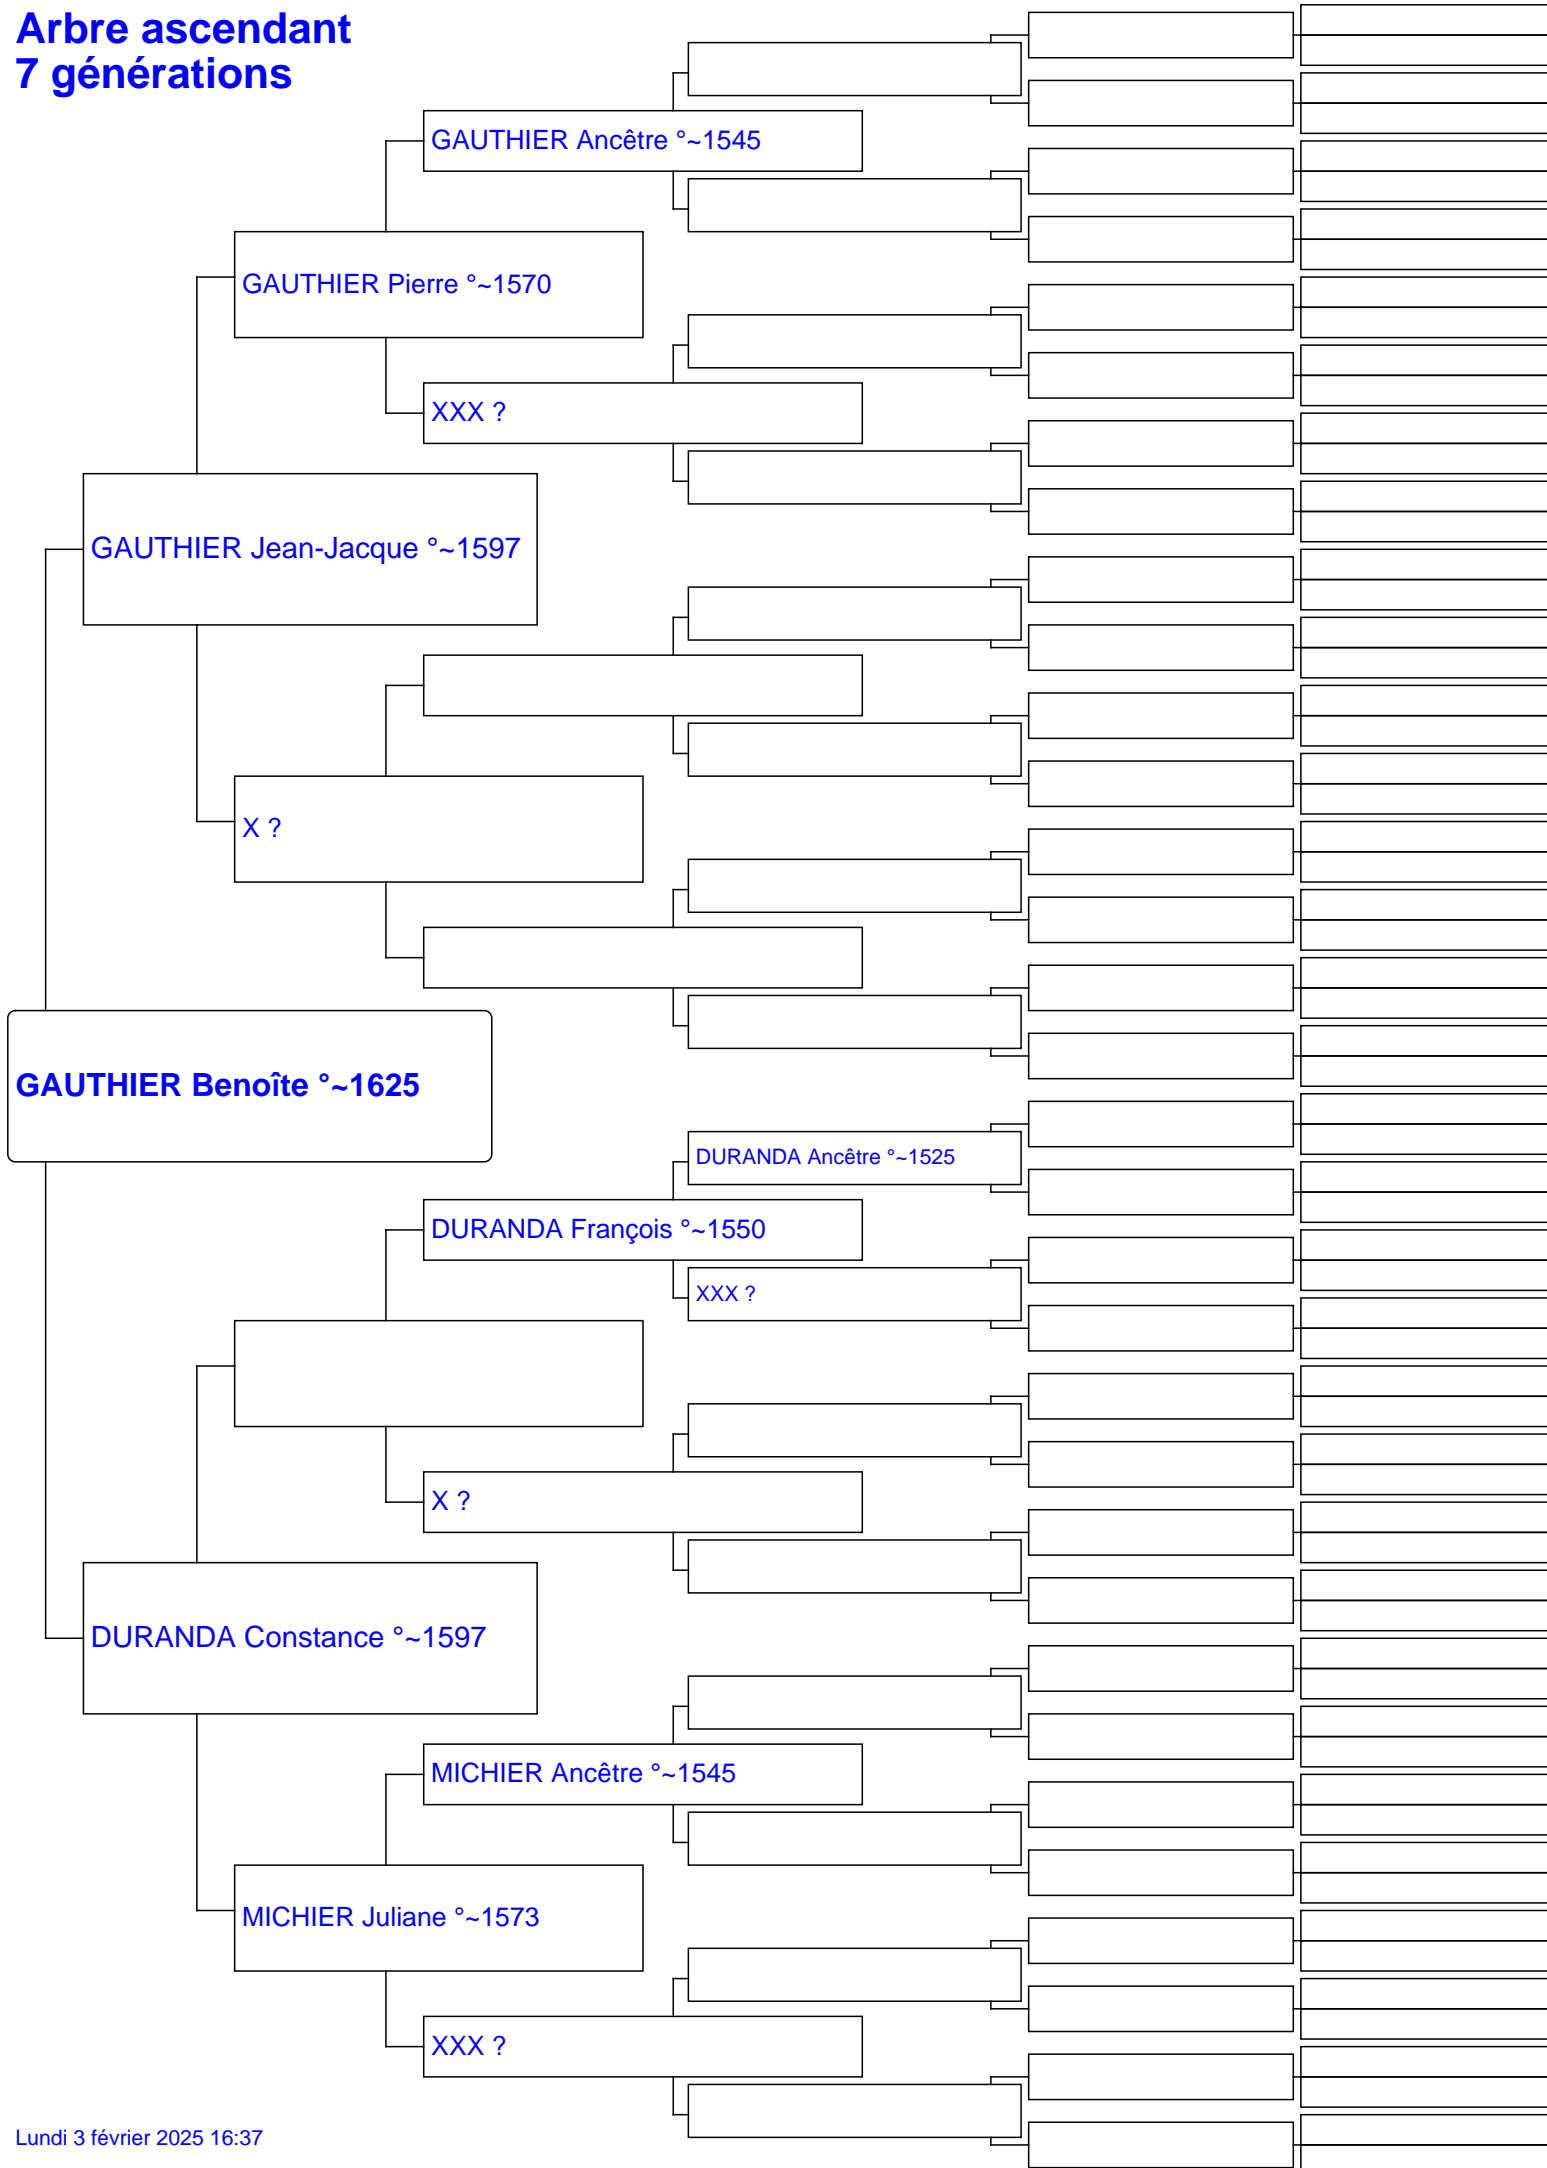 Arbre ascendant
7 générations
GAUTHIER Ancêtre °~1545
GAUTHIER Pierre °~1570
XXX ?
GAUTHIER Jean-Jacque °~1597
X ?
GAUTHIER Benoîte °~1625
DURANDA Ancêtre °~1525
DURANDA François °~1550
XXX ?
X ?
DURANDA Constance °~1597
MICHIER Ancêtre °~1545
MICHIER Juliane °~1573
XXX ?
Lundi 3 février 2025 16:37